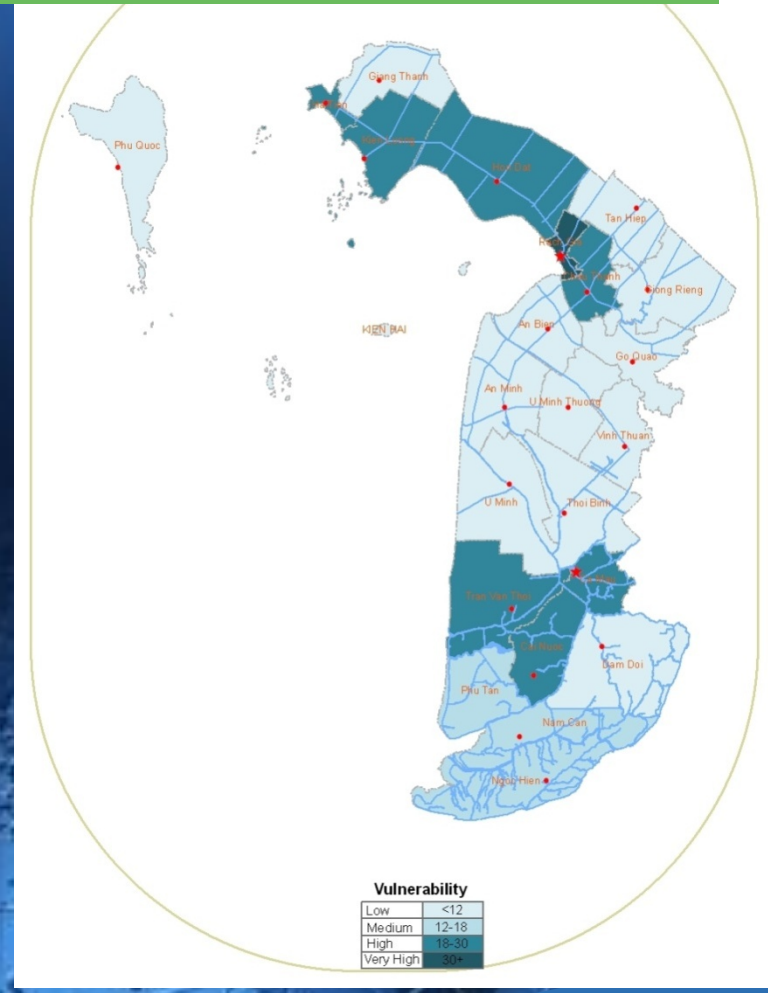 Giang Thanh
Phu Quoc
Hon Dat
Tan Hiep
Giong Rieng
An Bien
KIEN HAI
Go Quao
An Minh
U Minh Thuong
Vinh Thuan
U Minh
Thoi Binh
Tran Van Thoi
Cai Nuoc
Dam Doi
Phu Tan
Nam Can
Ngoc Hien
Vulnerability
Low <12
Medium 12-18
High 18-30
Very High 30+